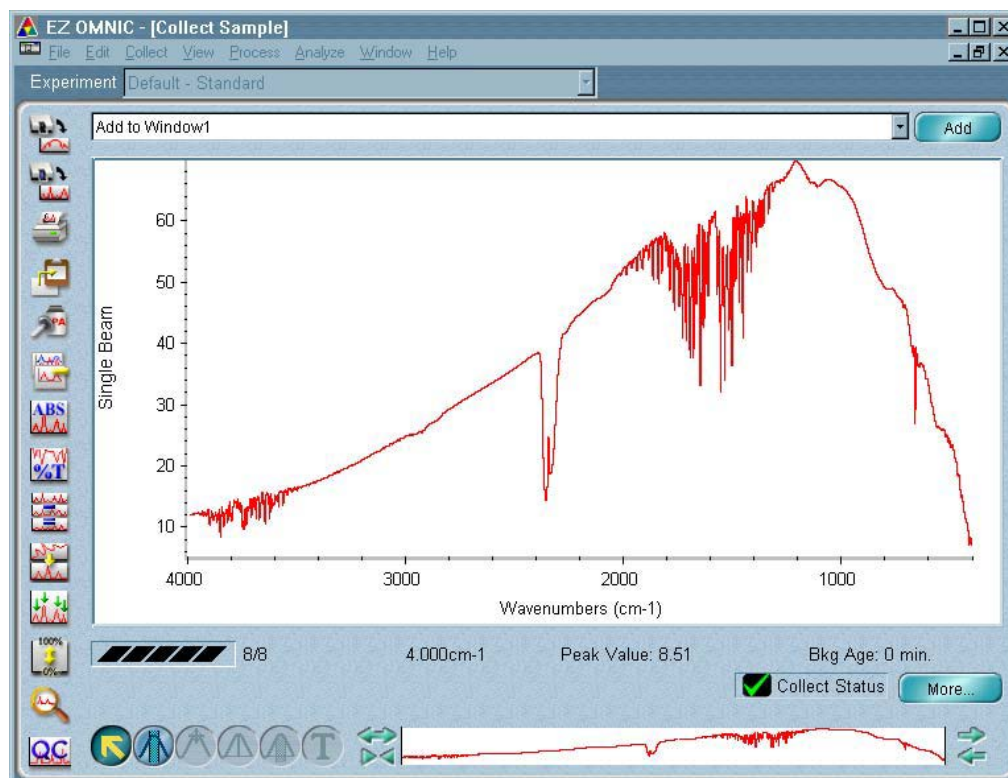 EZ OMNIC - [Collect Sample]
File Edit Collect View Process Analyze Window Help
Experiment Default - Standard
Add to Window1 Add
ABS
%T
100%
0%
QC
Single Beam
60
50
40
30
20
10
4000 3000 2000 1000
Wavenumbers (cm-1)
8/8 4.000cm-1 Peak Value: 8.51 Bkg Age: 0 min.
Collect Status More...
T